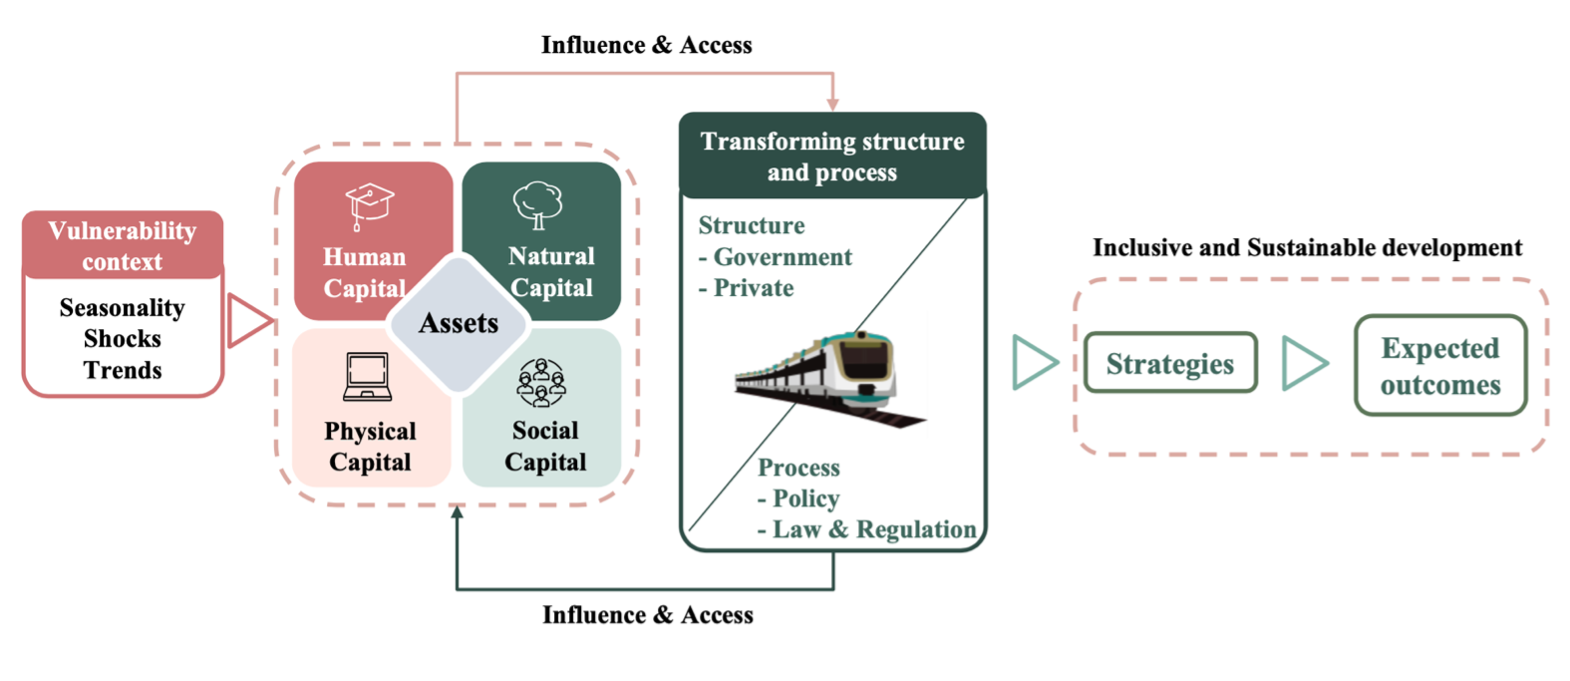 Influence & Access
Vulnerability
context
Seasonality
Shocks
Trends
Human
Capital
Natural
Capital
Assets
Physical
Capital
Social
Capital
Transforming structure
and process
Structure
- Government
- Private
Process
- Policy
- Law & Regulation
Inclusive and Sustainable development
Strategies
Expected
outcomes
Influence & Access